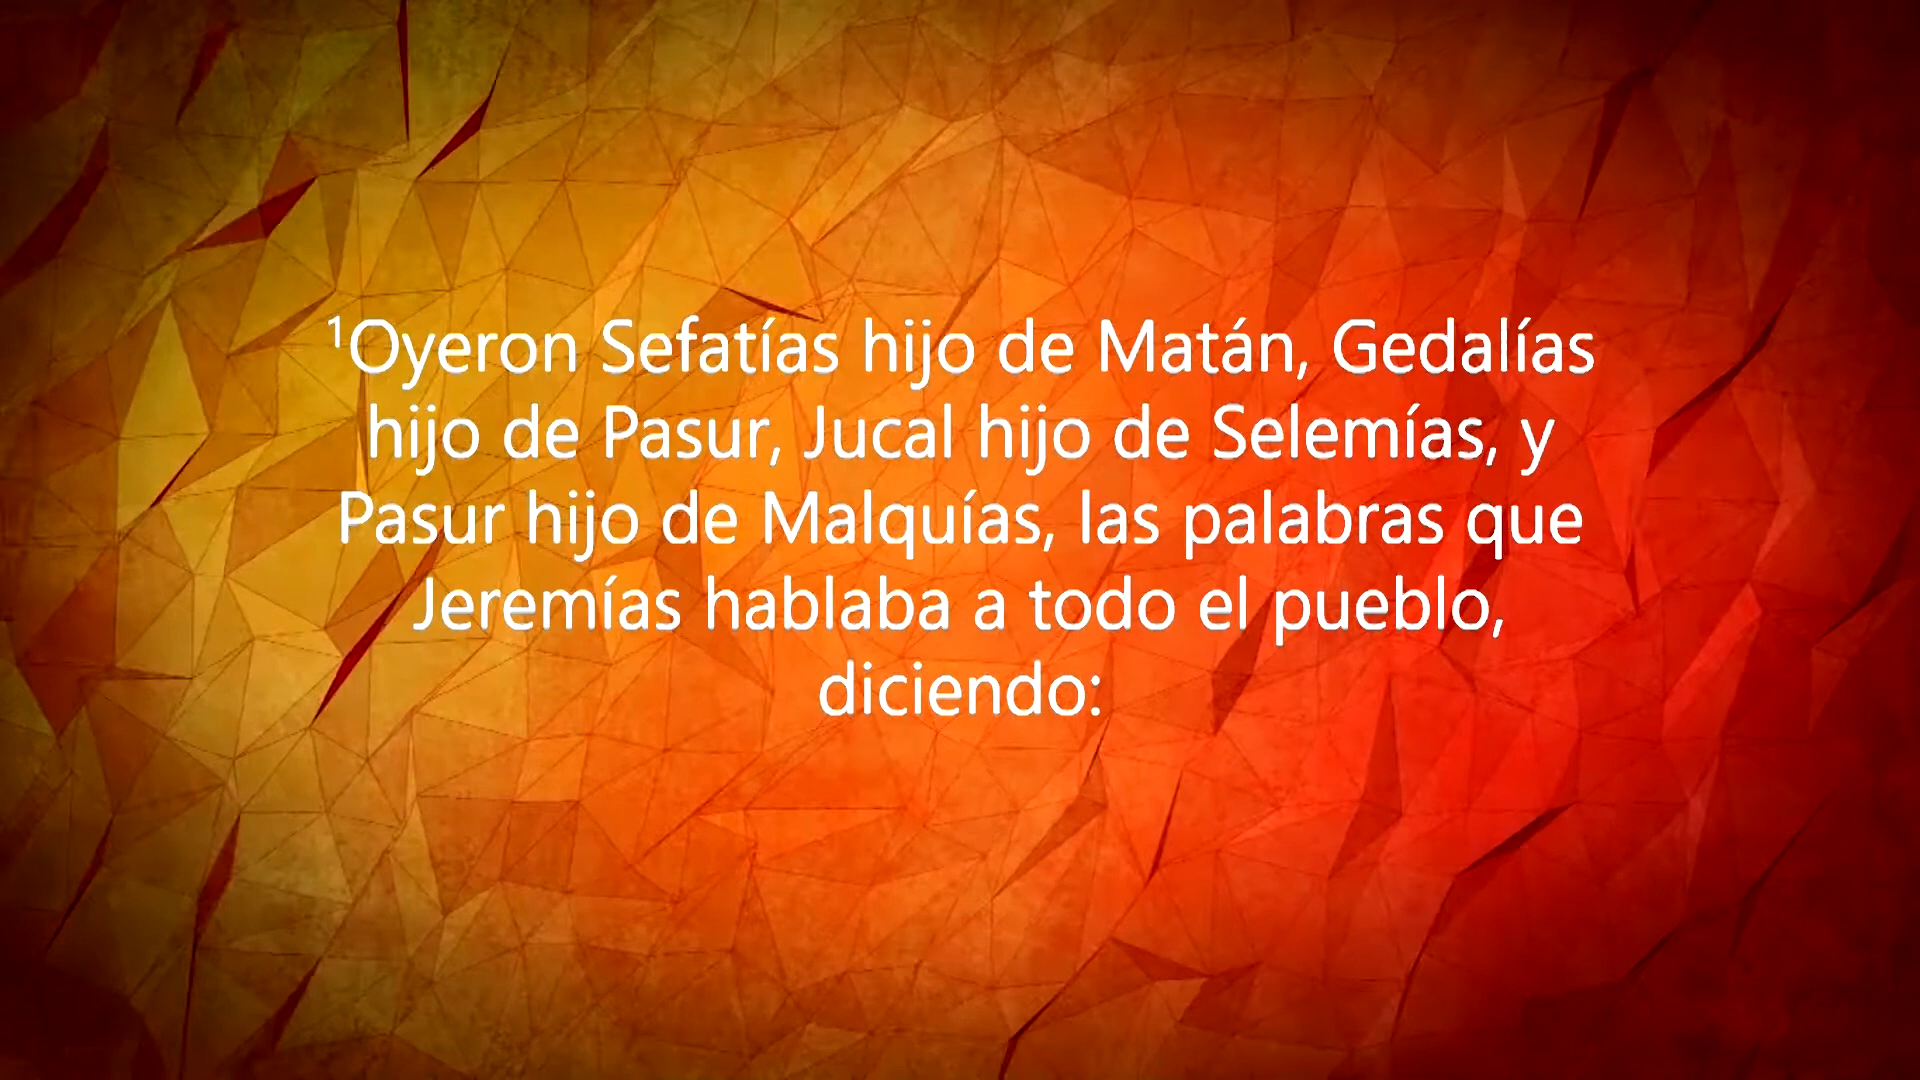 ¹Oyeron Sefatías hijo de Matán, Gedalías
hijo de Pasur, Jucal hijo de Selemías, y
Pasur hijo de Malquías, las palabras que
Jeremías hablaba a todo el pueblo,
diciendo: